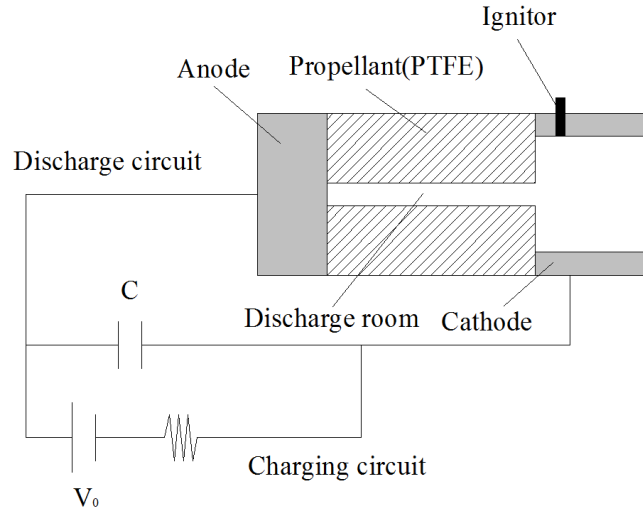 Ignitor
Propellant(PTFE)
Anode
Discharge circuit
C
Discharge room
Cathode
Charging circuit
V₀